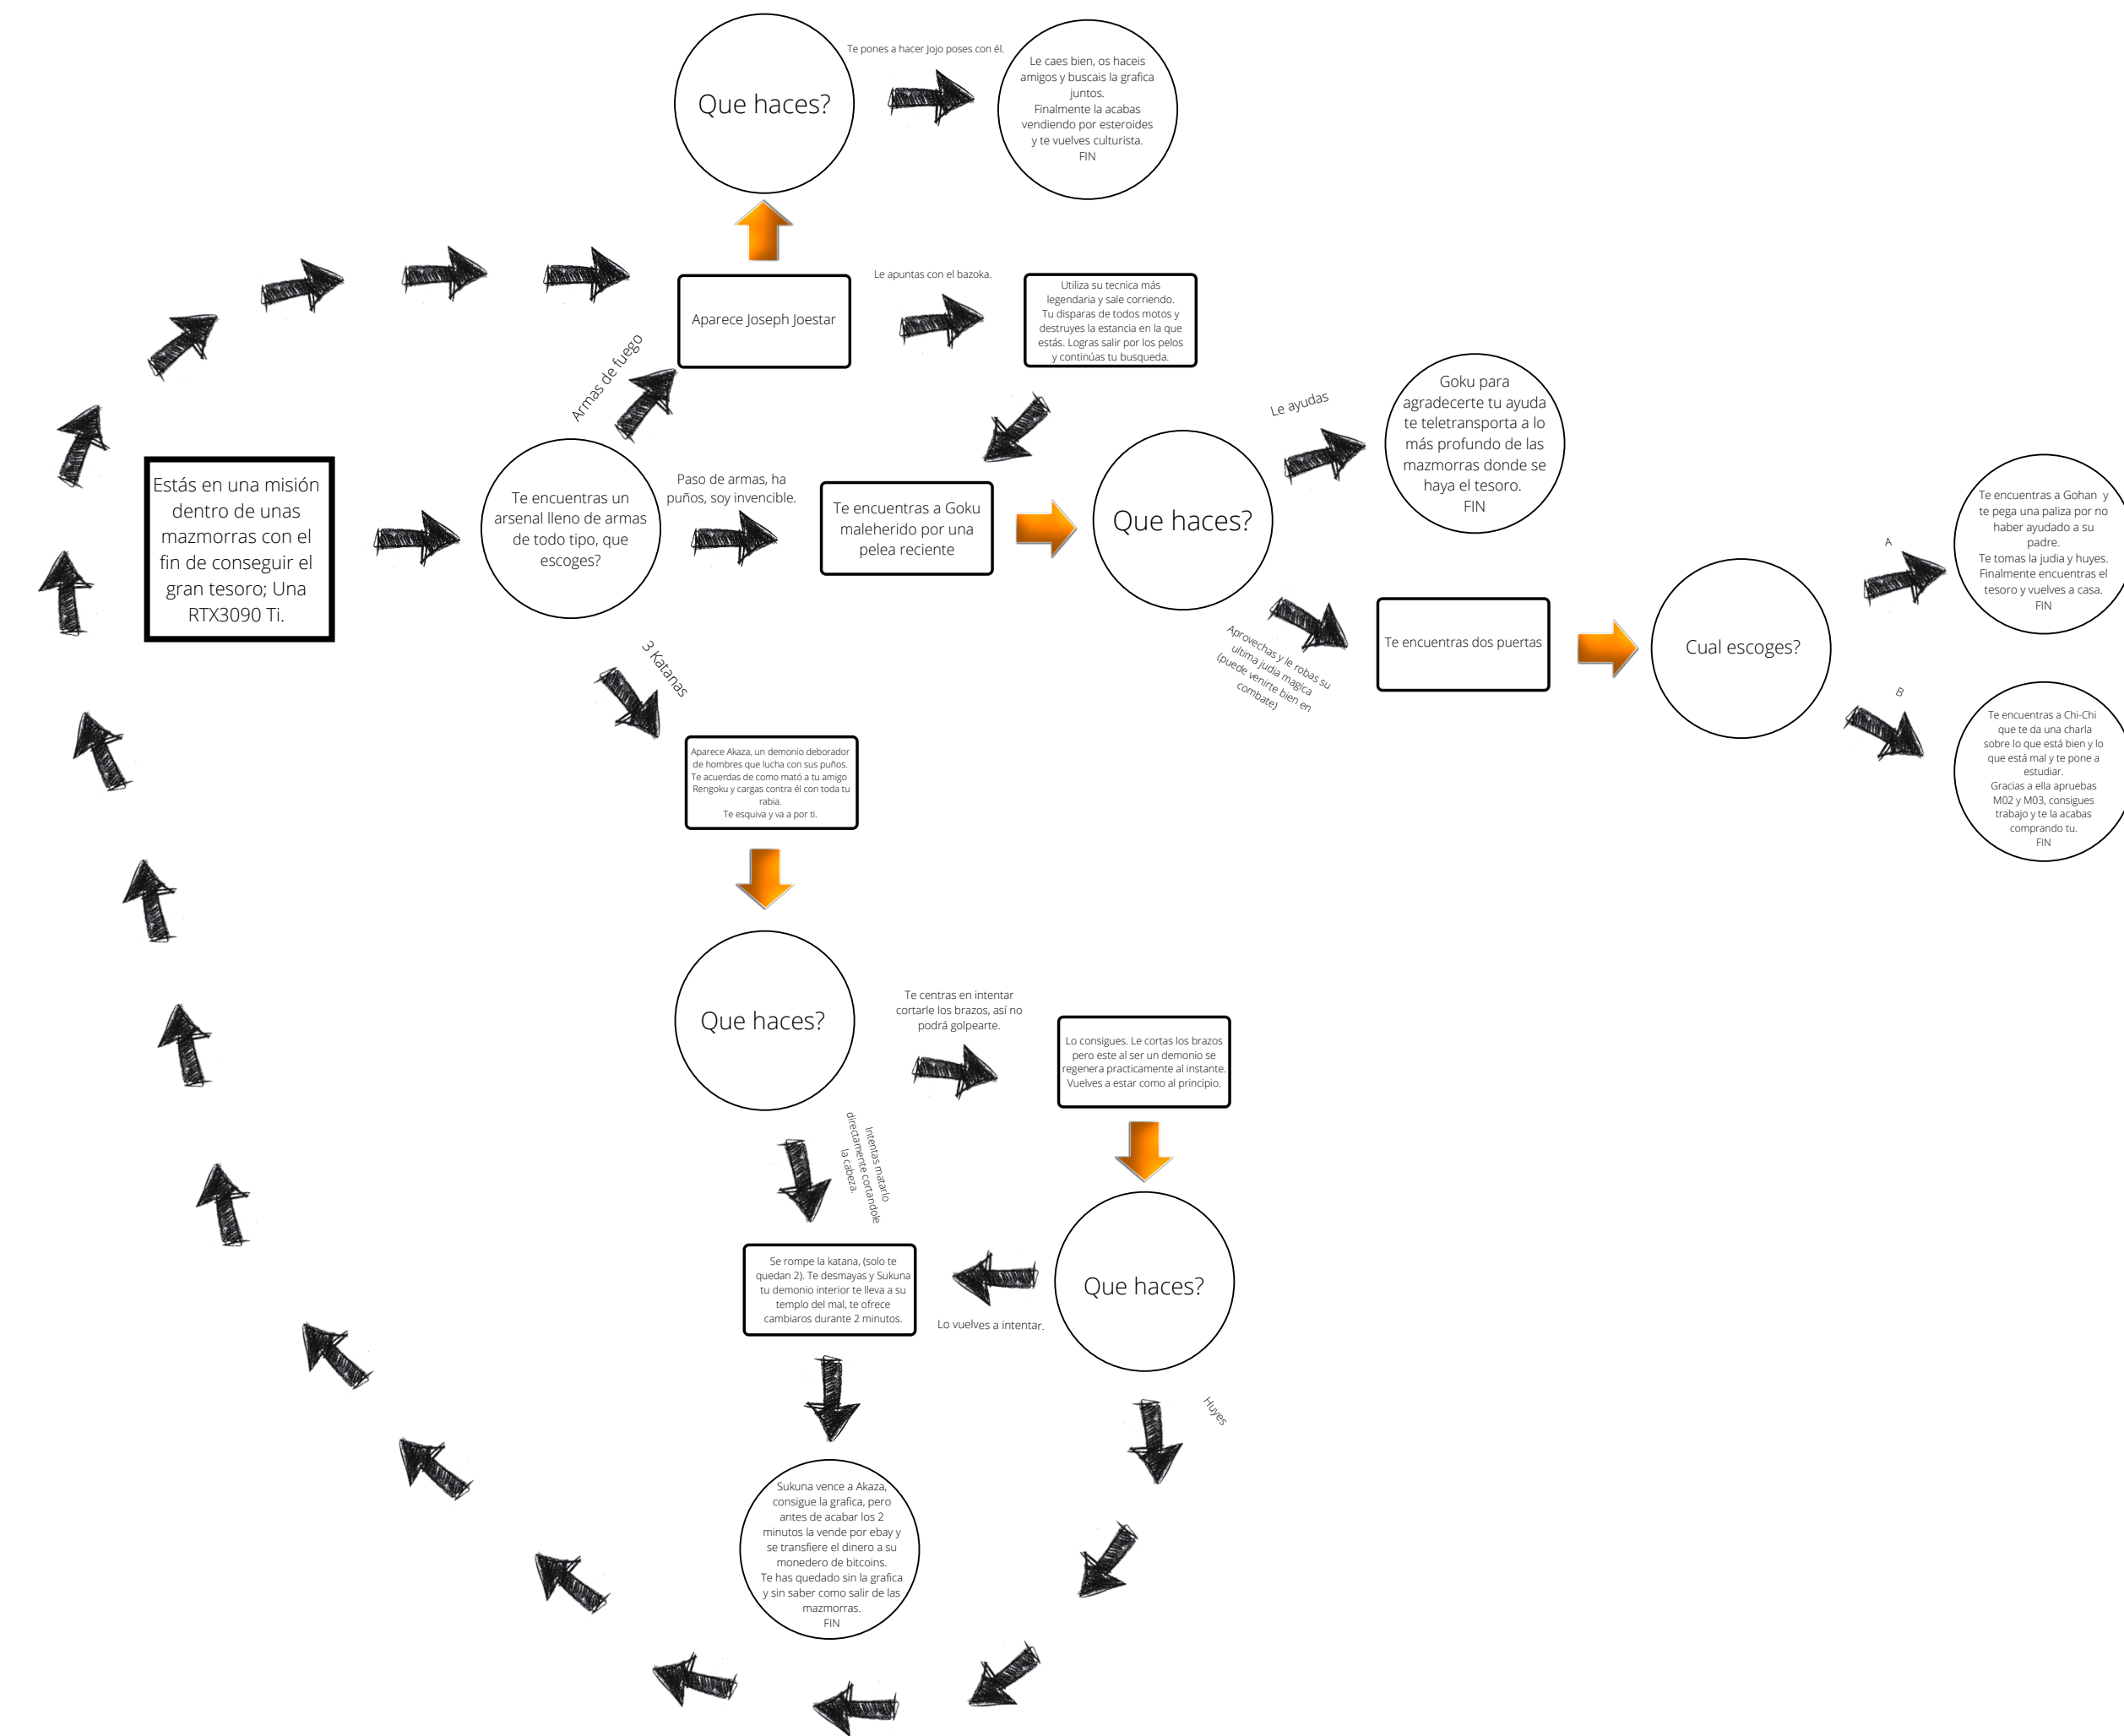 Que haces?
Te pones a hacer Jojo poses con él.
Le caes bien, os haceis
amigos y buscais la grafica
juntos.
Finalmente la acabas
vendiendo por esteroides
y te vuelves culturista.
FIN
Aparece Joseph Joestar
Le apuntas con el bazoka.
Utiliza su tecnica más
legendaria y sale corriendo.
Tu disparas de todos motos y
destruyes la estancia en la que
estás. Logras salir por los pelos
y continúas tu busqueda.
Armas de fuego
Estás en una misión
dentro de unas
mazmorras con el
fin de conseguir el
gran tesoro; Una
RTX3090 Ti.
Te encuentras un
arsenal lleno de armas
de todo tipo, que
escoges?
Paso de armas, ha
puños, soy invencible.
Te encuentras a Goku
maleherido por una
pelea reciente
Que haces?
Le ayudas
Goku para
agradecerte tu ayuda
te teletransporta a lo
más profundo de las
mazmorras donde se
haya el tesoro.
FIN
Aprovechas y le robas su
ultima judia magica
(puede venirte bien en
combate)
Te encuentras dos puertas
Cual escoges?
A
Te encuentras a Gohan y
te pega una paliza por no
haber ayudado a su
padre.
Te tomas la judia y huyes.
Finalmente encuentras el
tesoro y vuelves a casa.
FIN
B
Te encuentras a Chi-Chi
que te da una charla
sobre lo que está bien y lo
que está mal y te pone a
estudiar.
Gracias a ella apruebas
M02 y M03, consigues
trabajo y te la acabas
comprando tu.
FIN
3 Katanas
Aparece Akaza, un demonio deborador
de hombres que lucha con sus puños.
Te acuerdas de como mató a tu amigo
Rengoku y cargas contra él con toda tu
rabia.
Te esquiva y va a por ti.
Que haces?
Te centras en intentar
cortarle los brazos, así no
podrá golpearte.
Lo consigues. Le cortas los brazos
pero este al ser un demonio se
regenera practicamente al instante.
Vuelves a estar como al principio.
Intentas matarlo
directamente cortandole
la cabeza.
Se rompe la katana, (solo te
quedan 2). Te desmayas y Sukuna
tu demonio interior te lleva a su
templo del mal, te ofrece
cambiaros durante 2 minutos.
Lo vuelves a intentar.
Que haces?
Huyes
Sukuna vence a Akaza,
consigue la grafica, pero
antes de acabar los 2
minutos la vende por ebay y
se transfiere el dinero a su
monedero de bitcoins.
Te has quedado sin la grafica
y sin saber como salir de las
mazmorras.
FIN